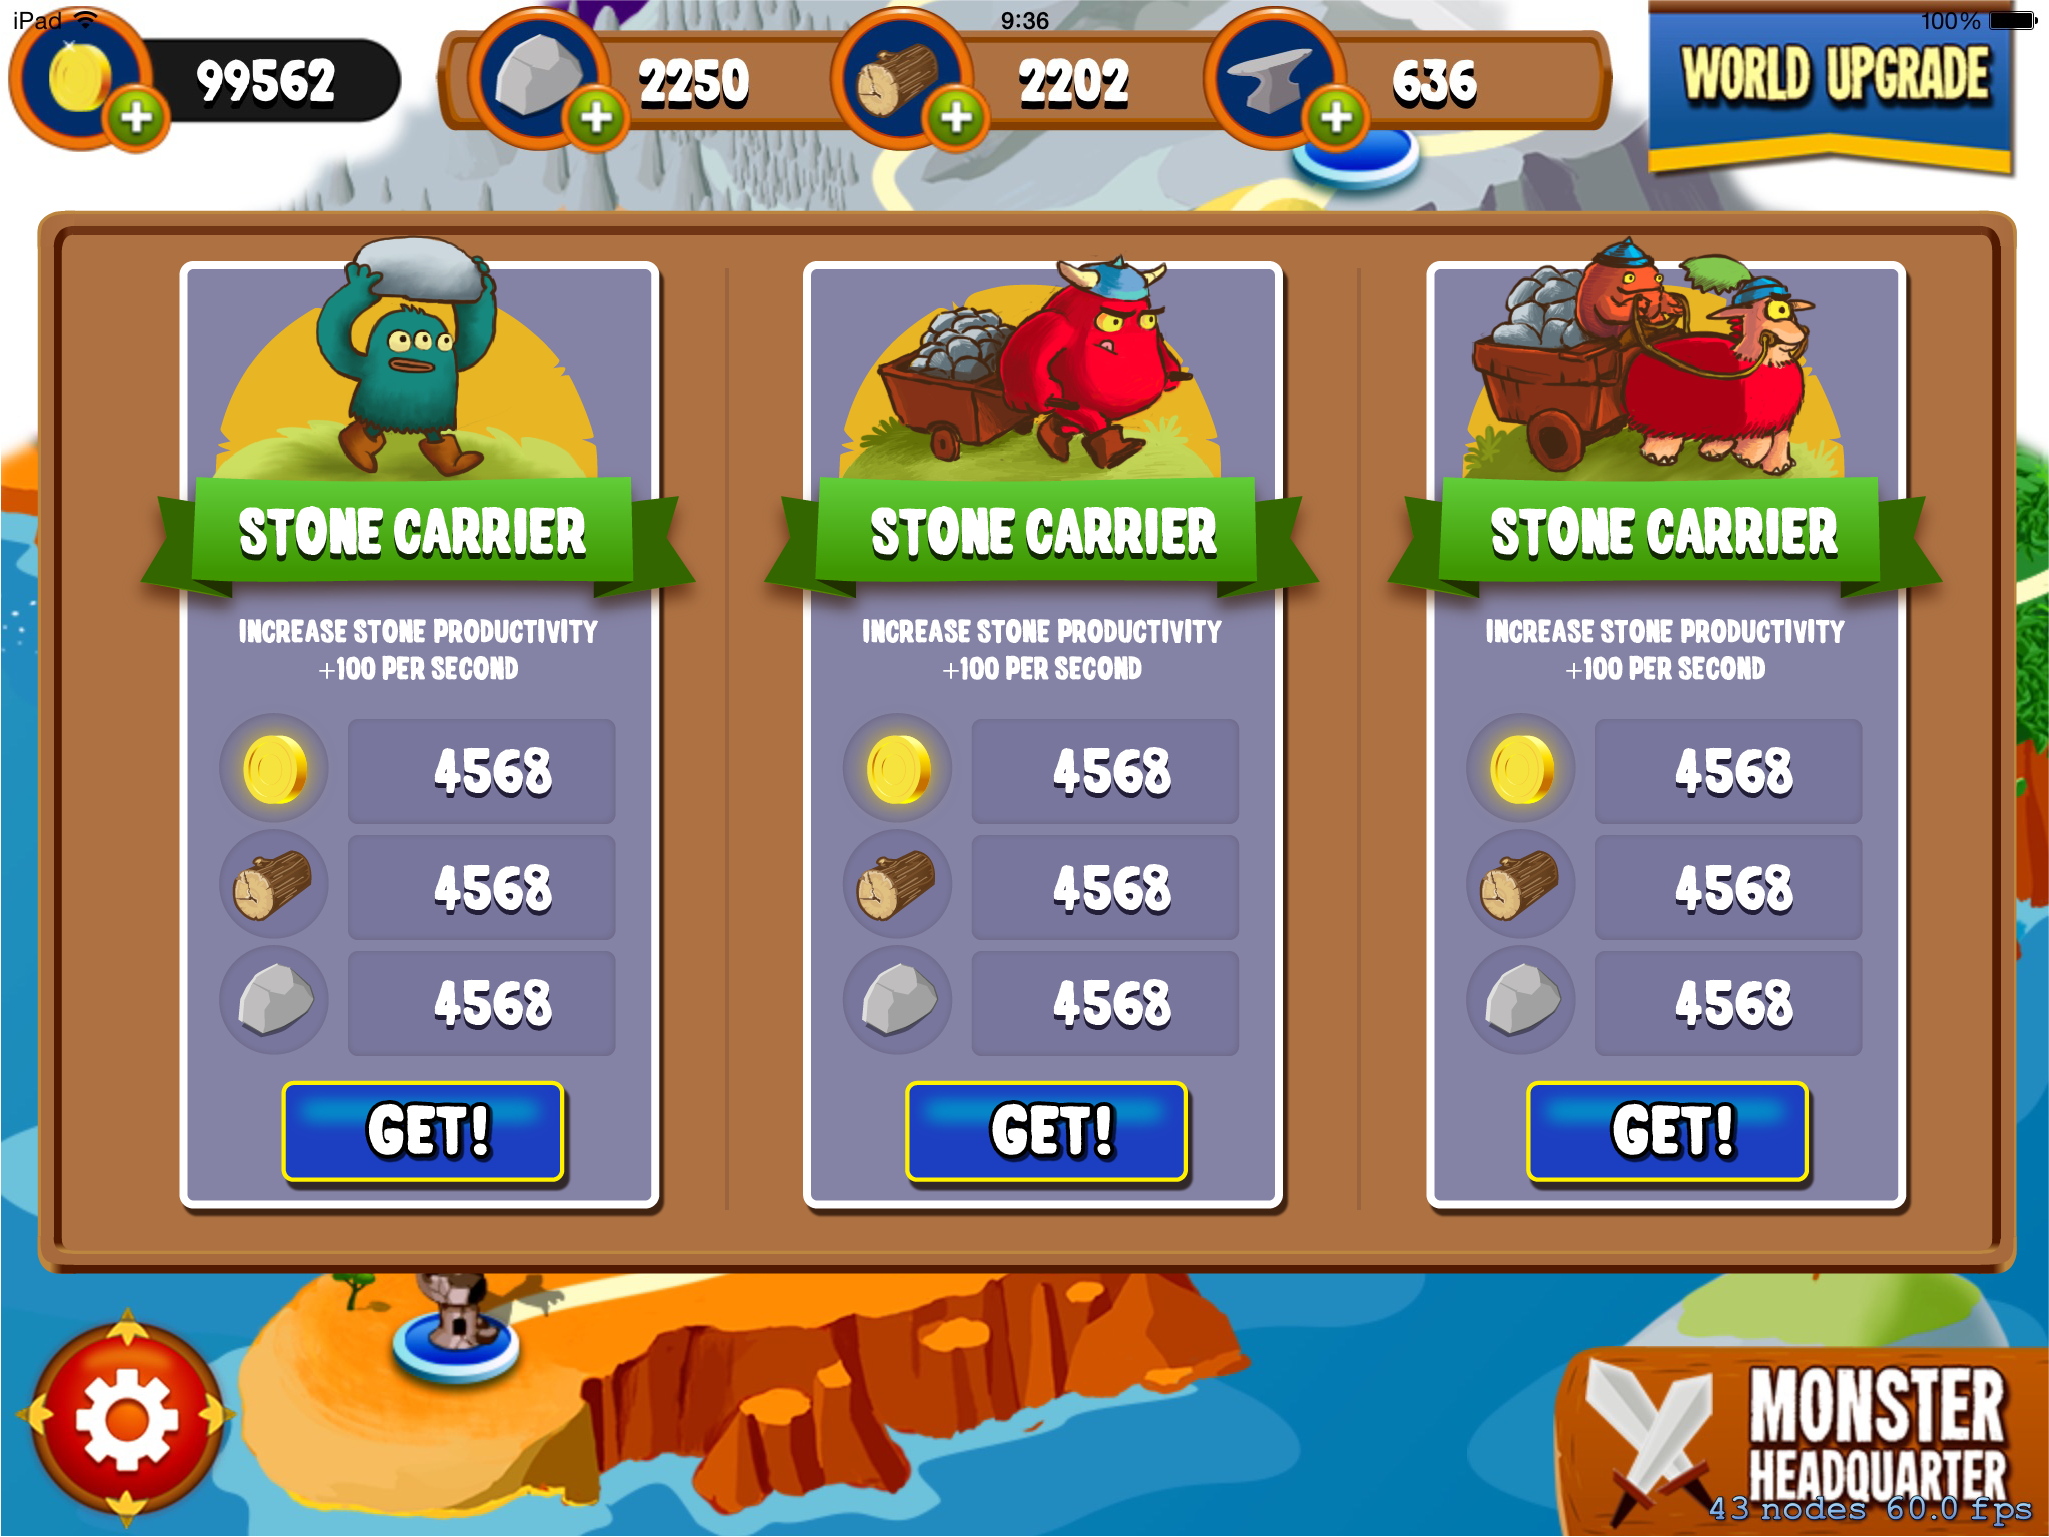 iPad 9:36 100%
99562 2250 2202 636 WORLD UPGRADE
STONE CARRIER
INCREASE STONE PRODUCTIVITY
+100 PER SECOND
4568
4568
4568
GET!
STONE CARRIER
INCREASE STONE PRODUCTIVITY
+100 PER SECOND
4568
4568
4568
GET!
STONE CARRIER
INCREASE STONE PRODUCTIVITY
+100 PER SECOND
4568
4568
4568
GET!
MONSTER
HEADQUARTER
43 nodes 60.0 fps